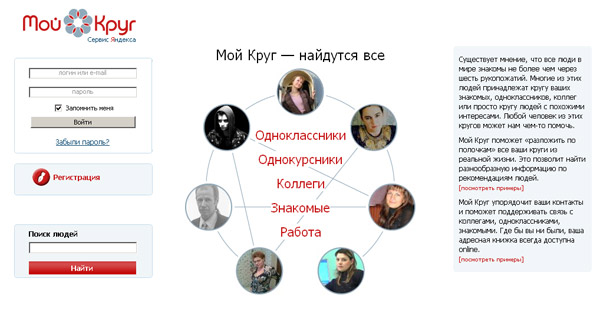 Мой Круг
Сервис Яндекса
логин или e-mail
пароль
Запомнить меня
Войти
Забыли пароль?
Регистрация
Поиск людей
Найти
Мой Круг — найдутся все
Одноклассники
Однокурсники
Коллеги
Знакомые
Работа
Существует мнение, что все люди в
мире знакомы не более чем через
шесть рукопожатий. Многие из этих
людей принадлежат кругу ваших
знакомых, одноклассников, коллег
или просто кругу людей с похожими
интересами. Любой человек из этих
кругов может нам чем-то помочь.
Мой Круг поможет «разложить по
полочкам» все ваши круги из
реальной жизни. Это позволит найти
разнообразную информацию по
рекомендациям людей.
[посмотреть примеры]
Мой Круг упорядочит ваши контакты
и поможет поддерживать связь с
коллегами, одноклассниками,
знакомыми. Где бы вы ни были, ваша
адресная книжка всегда доступна
online.
[посмотреть примеры]